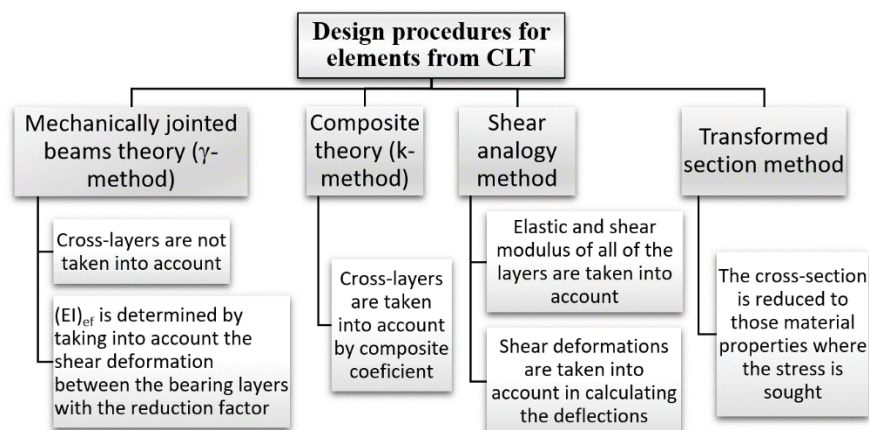 Design procedures for
elements from CLT
Mechanically jointed
beams theory (γ-
method)
Cross-layers are not
taken into account
(EI)ef is determined by
taking into account the
shear deformation
between the bearing layers
with the reduction factor
Composite
theory (k-
method)
Cross-layers
are taken
into account
by composite
coeficient
Shear
analogy
method
Elastic and shear
modulus of all of the
layers are taken into
account
Shear deformations
are taken into
account in calculating
the deflections
Transformed
section method
The cross-section
is reduced to
those material
properties where
the stress is
sought